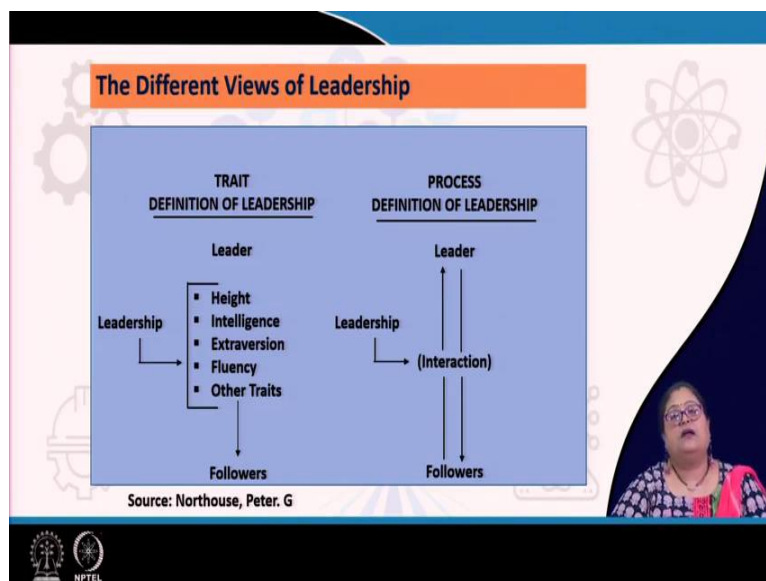 The Different Views of Leadership
TRAIT
DEFINITION OF LEADERSHIP
Leader
Leadership
▪ Height
▪ Intelligence
▪ Extraversion
▪ Fluency
▪ Other Traits
Followers
PROCESS
DEFINITION OF LEADERSHIP
Leader
Leadership
(Interaction)
Followers
Source: Northouse, Peter. G
NPTEL